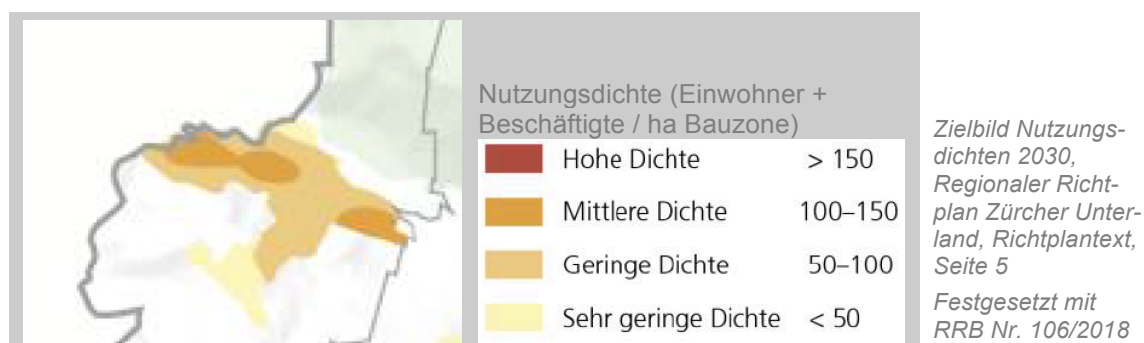 Nutzungsdichte (Einwohner +
Beschäftigte / ha Bauzone)
Hohe Dichte > 150
Mittlere Dichte 100–150
Geringe Dichte 50–100
Sehr geringe Dichte < 50
Zielbild Nutzungs-
dichten 2030,
Regionaler Richt-
plan Zürcher Unter-
land, Richtplantext,
Seite 5
Festgesetzt mit
RRB Nr. 106/2018